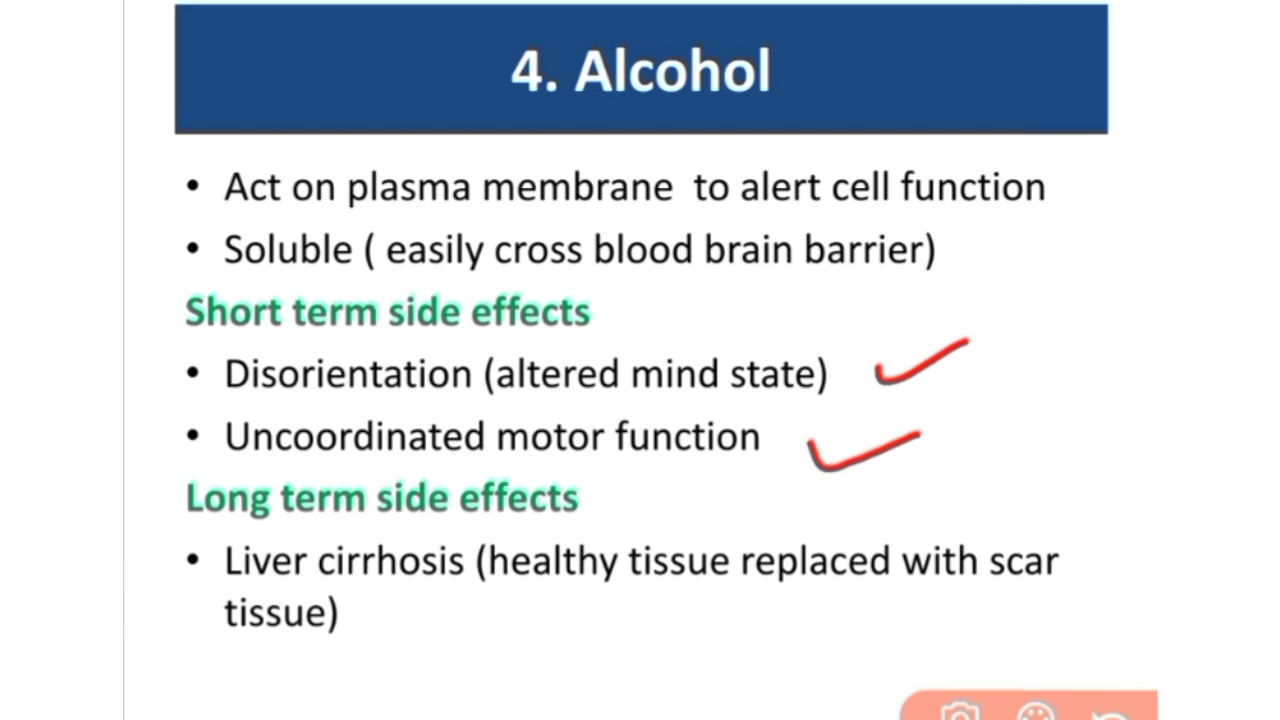 4. Alcohol
• Act on plasma membrane to alert cell function
• Soluble ( easily cross blood brain barrier)
Short term side effects
• Disorientation (altered mind state)
• Uncoordinated motor function
Long term side effects
• Liver cirrhosis (healthy tissue replaced with scar
tissue)